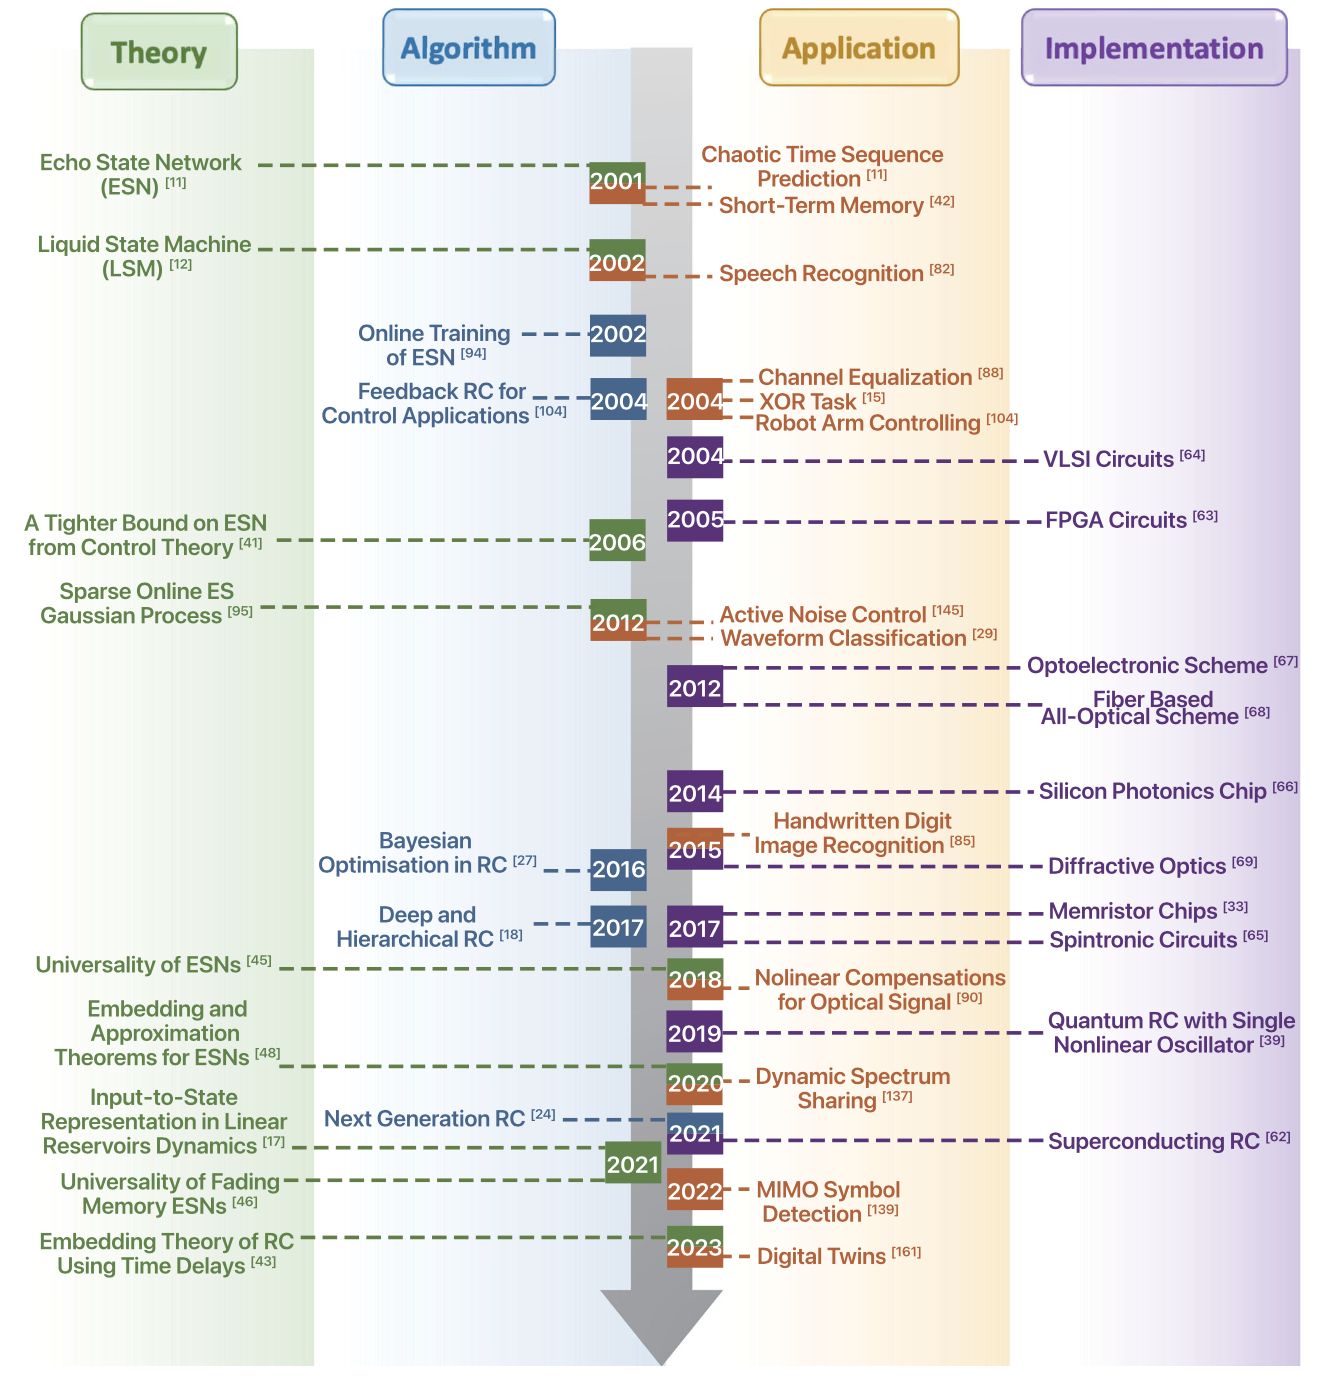 Theory
Algorithm
Application
Implementation
Echo State Network
(ESN) [11]
2001
Chaotic Time Sequence
Prediction [11]
Short-Term Memory [42]
Liquid State Machine
(LSM) [12]
2002
Speech Recognition [82]
Online Training
of ESN [94]
2002
Feedback RC for
Control Applications [104]
2004
2004
Channel Equalization [88]
XOR Task [15]
Robot Arm Controlling [104]
2004
VLSI Circuits [64]
2005
FPGA Circuits [63]
A Tighter Bound on ESN
from Control Theory [41]
2006
Sparse Online ES
Gaussian Process [95]
2012
Active Noise Control [145]
Waveform Classification [29]
2012
Optoelectronic Scheme [67]
Fiber Based
All-Optical Scheme [68]
2014
Silicon Photonics Chip [66]
2015
Handwritten Digit
Image Recognition [85]
Diffractive Optics [69]
Bayesian
Optimisation in RC [27]
2016
Deep and
Hierarchical RC [18]
2017
2017
Memristor Chips [33]
Spintronic Circuits [65]
Universality of ESNs [45]
2018
Nolinear Compensations
for Optical Signal [90]
2019
Quantum RC with Single
Nonlinear Oscillator [39]
Embedding and
Approximation
Theorems for ESNs [48]
2020
Dynamic Spectrum
Sharing [137]
Next Generation RC [24]
2021
Superconducting RC [62]
Input-to-State
Representation in Linear
Reservoirs Dynamics [17]
2021
Universality of Fading
Memory ESNs [46]
2022
MIMO Symbol
Detection [139]
Embedding Theory of RC
Using Time Delays [43]
2023
Digital Twins [161]